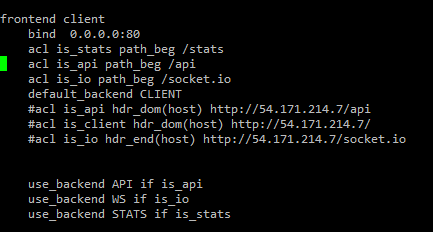 frontend client
bind 0.0.0.0:80
acl is_stats path_beg /stats
acl is_api path_beg /api
acl is_io path_beg /socket.io
default_backend CLIENT
#acl is_api hdr_dom(host) http://54.171.214.7/api
#acl is_client hdr_dom(host) http://54.171.214.7/
#acl is_io hdr_end(host) http://54.171.214.7/socket.io
use_backend API if is_api
use_backend WS if is_io
use_backend STATS if is_stats